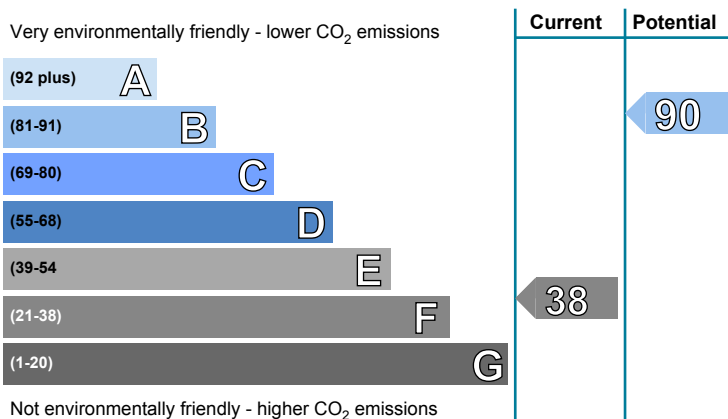 Current Potential
Very environmentally friendly - lower CO2 emissions
(92 plus) A
(81-91) B
90
(69-80) C
(55-68) D
(39-54 E
38
(21-38) F
(1-20) G
Not environmentally friendly - higher CO2 emissions